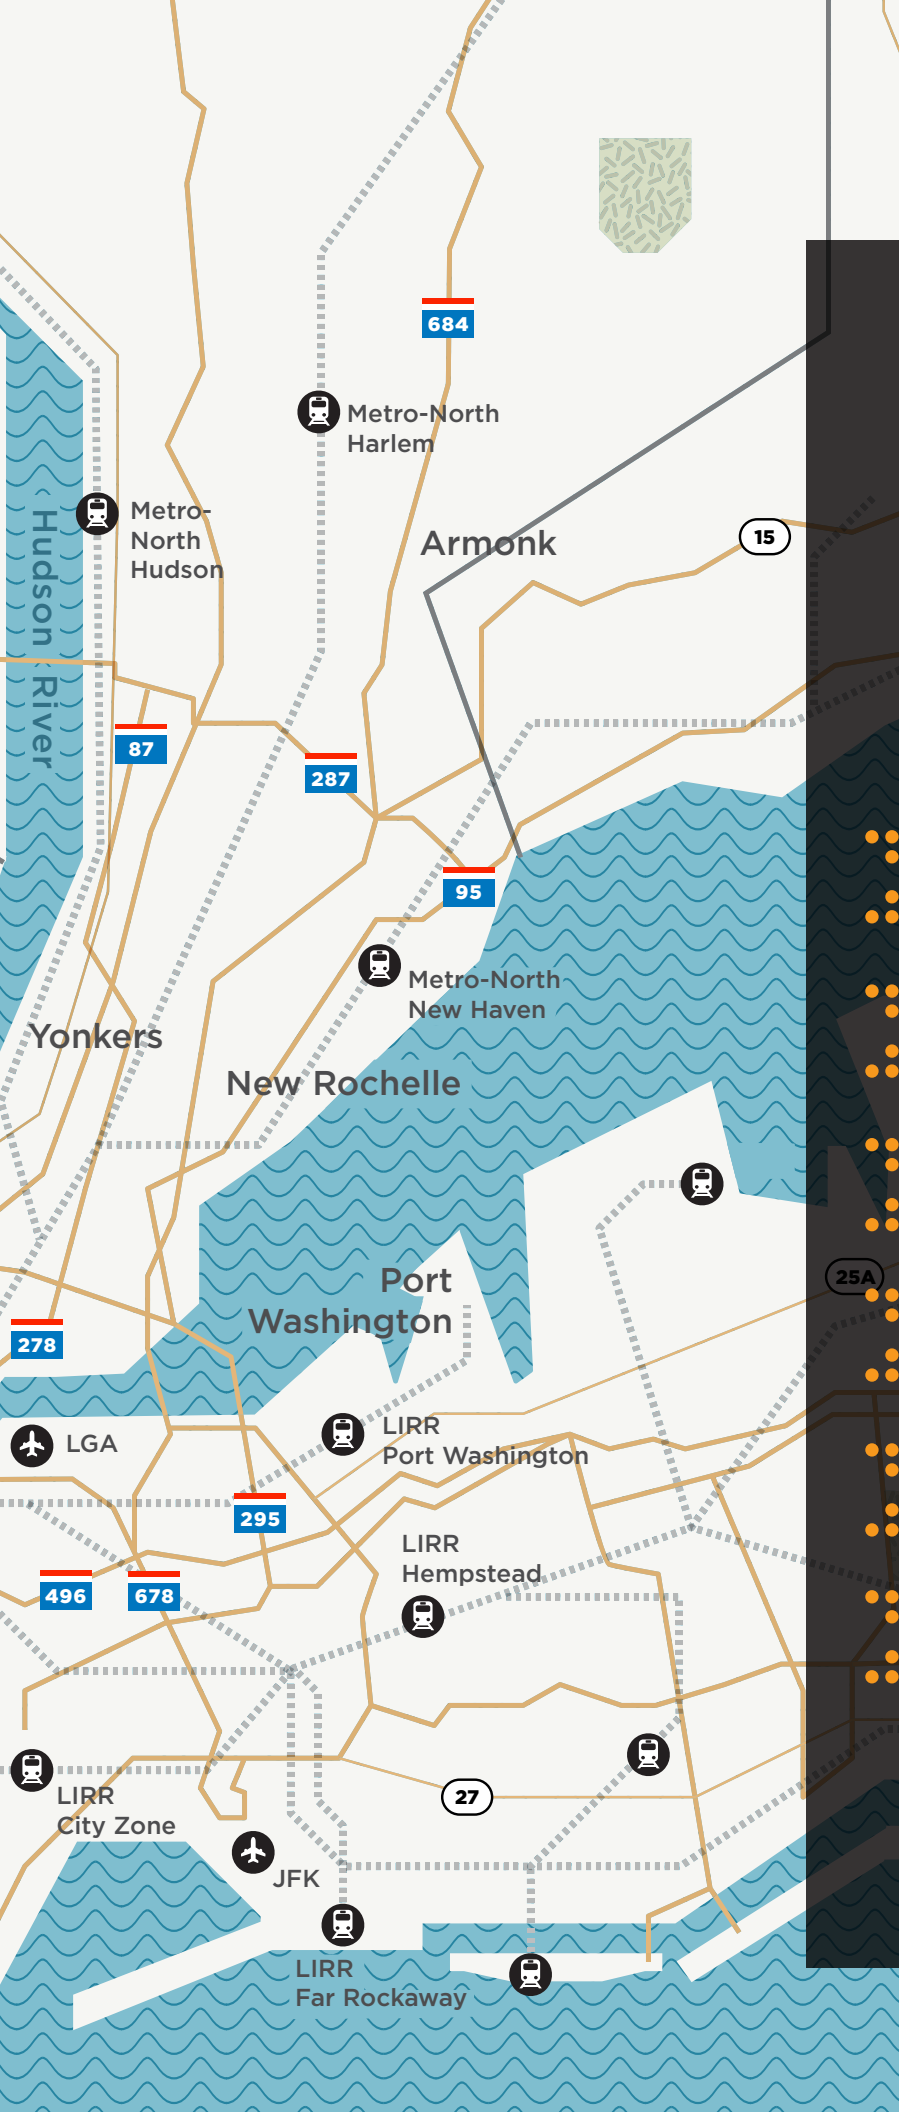 684
Metro-North
Harlem
Metro-
North
Hudson
Hudson River
Armonk
15
87
287
95
Metro-North
New Haven
Yonkers
New Rochelle
Port
Washington
25A
278
LGA
LIRR
Port Washington
295
LIRR
Hempstead
496
678
LIRR
City Zone
27
JFK
LIRR
Far Rockaway